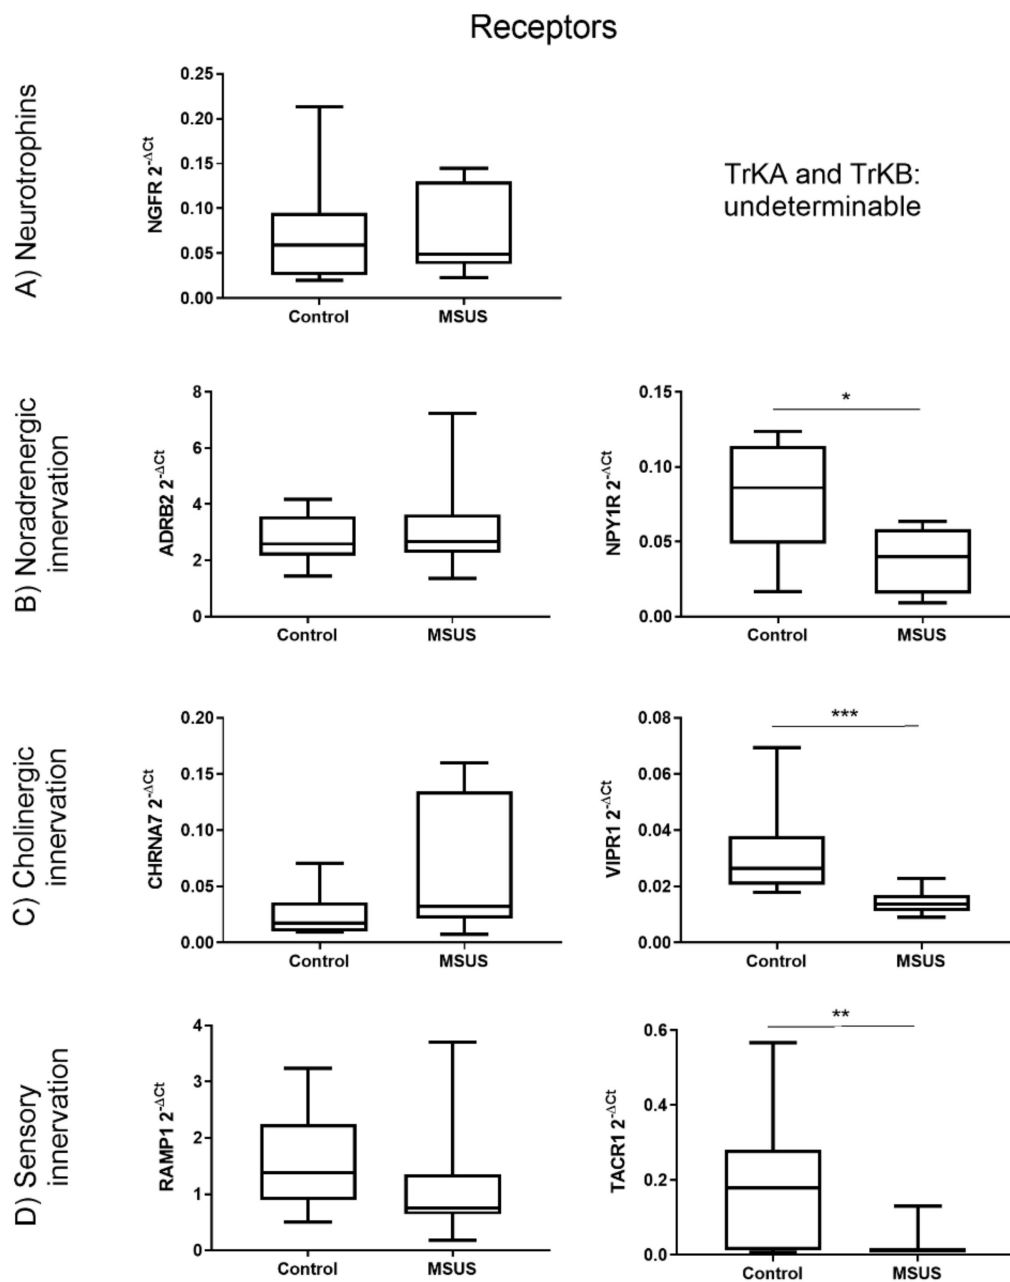 Receptors
A) Neurotrophins
NGFR 2-ΔCt
0.25
0.20
0.15
0.10
0.05
0.00
Control
MSUS
TrKA and TrKB:
undeterminable
B) Noradrenergic
innervation
ADRB2 2-ΔCt
8
6
4
2
0
Control
MSUS
NPY1R 2-ΔCt
0.15
0.10
0.05
0.00
*
Control
MSUS
C) Cholinergic
innervation
CHRNA7 2-ΔCt
0.20
0.15
0.10
0.05
0.00
Control
MSUS
VIPR1 2-ΔCt
0.08
0.06
0.04
0.02
0.00
***
Control
MSUS
D) Sensory
innervation
RAMP1 2-ΔCt
4
3
2
1
0
Control
MSUS
TACR1 2-ΔCt
0.6
0.4
0.2
0.0
**
Control
MSUS